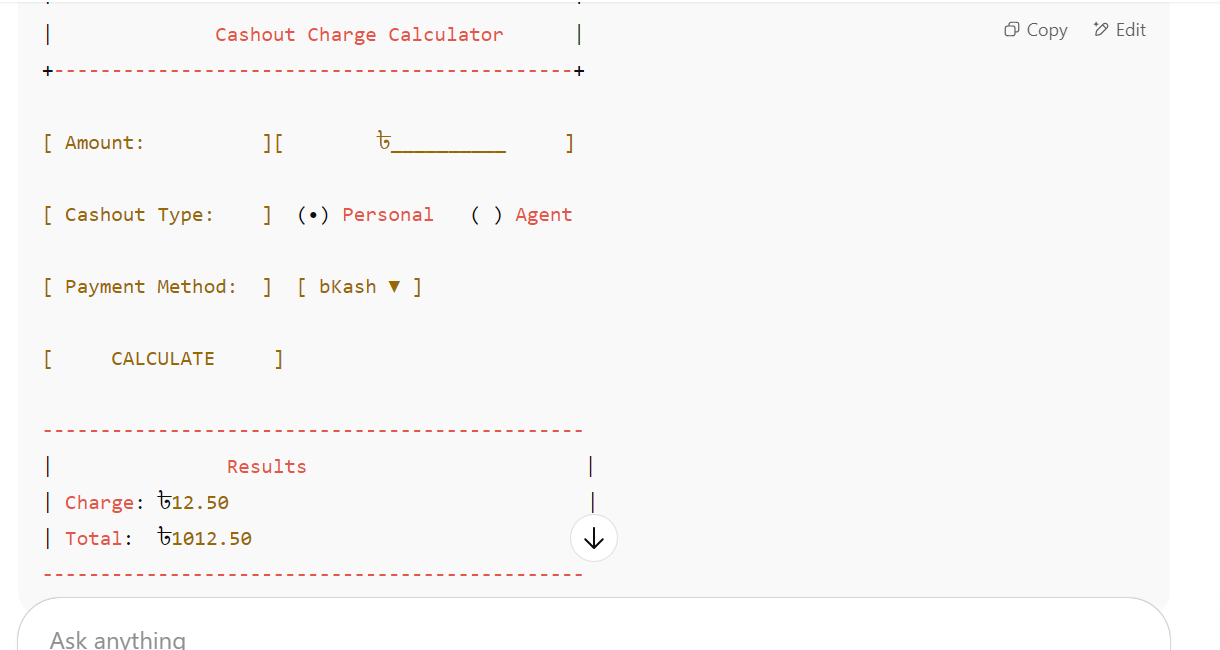 | Cashout Charge Calculator |
Copy Edit
+---------------------------------------------+
[ Amount: ][ ৳__________ ]
[ Cashout Type: ] (•) Personal ( ) Agent
[ Payment Method: ] [ bKash ▼ ]
[ CALCULATE ]
-----------------------------------------------
| Results |
| Charge: ৳12.50 |
| Total: ৳1012.50
-----------------------------------------------
Ask anything